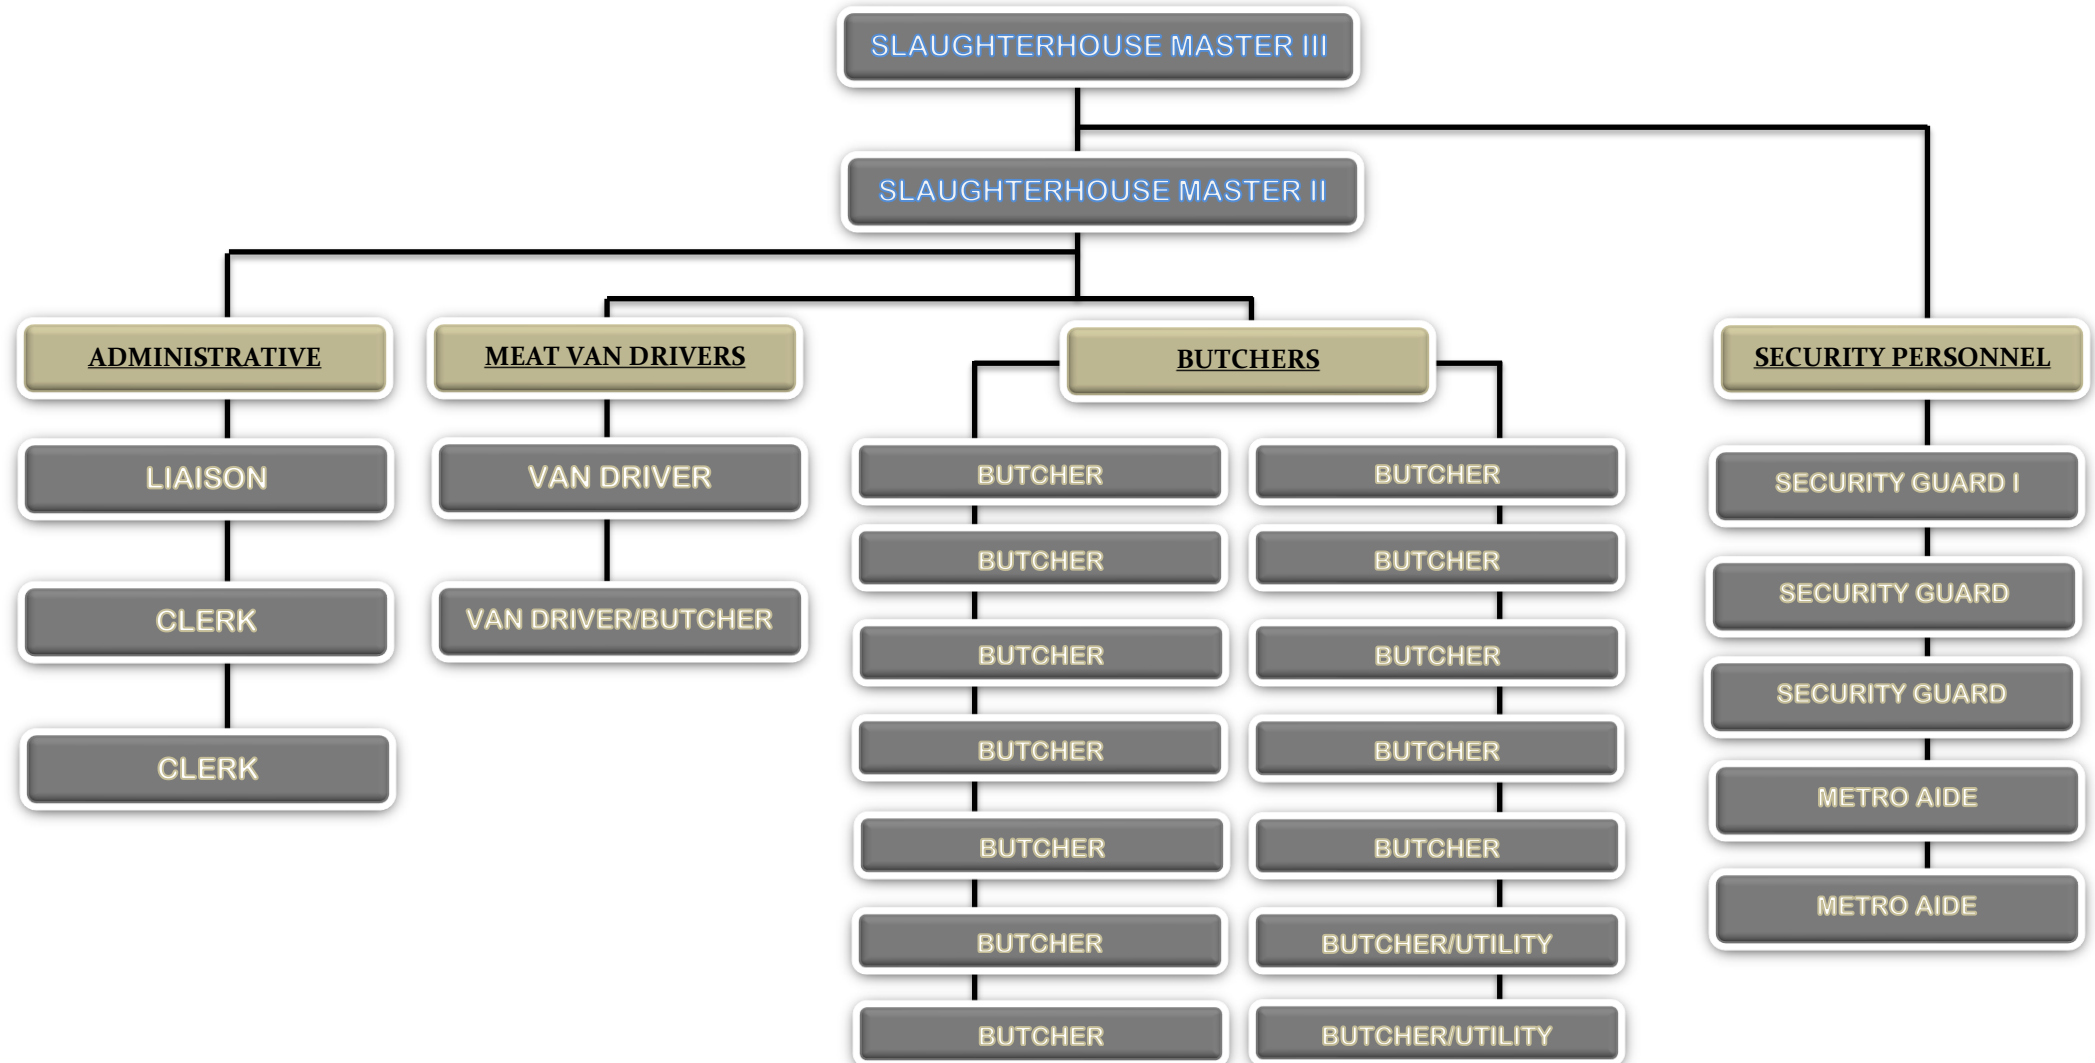 SLAUGHTERHOUSE MASTER III
SLAUGHTERHOUSE MASTER II
ADMINISTRATIVE
LIAISON
CLERK
CLERK
MEAT VAN DRIVERS
VAN DRIVER
VAN DRIVER/BUTCHER
BUTCHERS
BUTCHER
BUTCHER
BUTCHER
BUTCHER
BUTCHER
BUTCHER
BUTCHER
BUTCHER
BUTCHER
BUTCHER
BUTCHER
BUTCHER
BUTCHER/UTILITY
BUTCHER/UTILITY
SECURITY PERSONNEL
SECURITY GUARD I
SECURITY GUARD
SECURITY GUARD
METRO AIDE
METRO AIDE